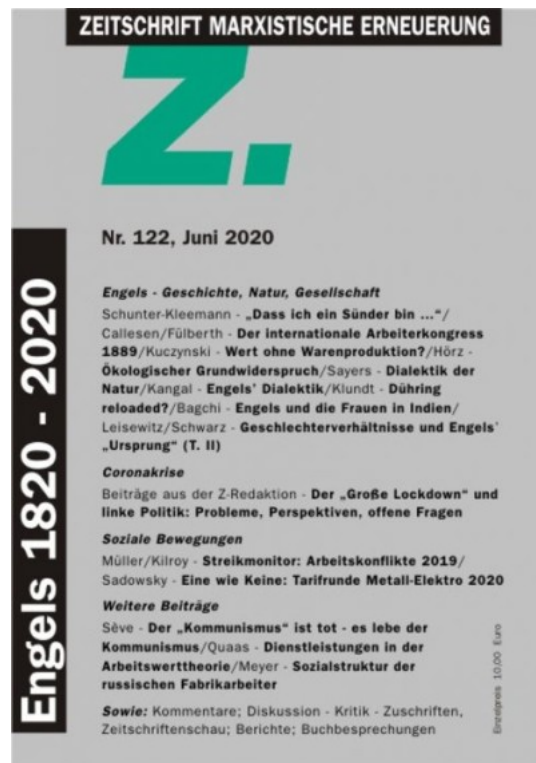 ZEITSCHRIFT MARXISTISCHE ERNEUERUNG
Z.
Nr. 122, Juni 2020
Engels 1820 - 2020
Engels - Geschichte, Natur, Gesellschaft
Schunter-Kleemann - „Dass ich ein Sünder bin ...“/
Callesen/Fülberth - Der internationale Arbeiterkongress
1889/Kuczynski - Wert ohne Warenproduktion?/Hörz -
Ökologischer Grundwiderspruch/Sayers - Dialektik der
Natur/Kangal - Engels’ Dialektik/Klundt - Dühring
reloaded?/Bagchi - Engels und die Frauen in Indien/
Leisewitz/Schwarz - Geschlechterverhältnisse und Engels’
„Ursprung“ (T. II)
Coronakrise
Beiträge aus der Z-Redaktion - Der „Große Lockdown“ und
linke Politik: Probleme, Perspektiven, offene Fragen
Soziale Bewegungen
Müller/Kilroy - Streikmonitor: Arbeitskonflikte 2019/
Sadowsky - Eine wie Keine: Tarifrunde Metall-Elektro 2020
Weitere Beiträge
Sève - Der „Kommunismus“ ist tot - es lebe der
Kommunismus/Quaas - Dienstleistungen in der
Arbeitswerttheorie/Meyer - Sozialstruktur der
russischen Fabrikarbeiter
Sowie: Kommentare; Diskussion - Kritik - Zuschriften,
Zeitschriftenschau; Berichte; Buchbesprechungen
Einzelpreis 10,00 Euro